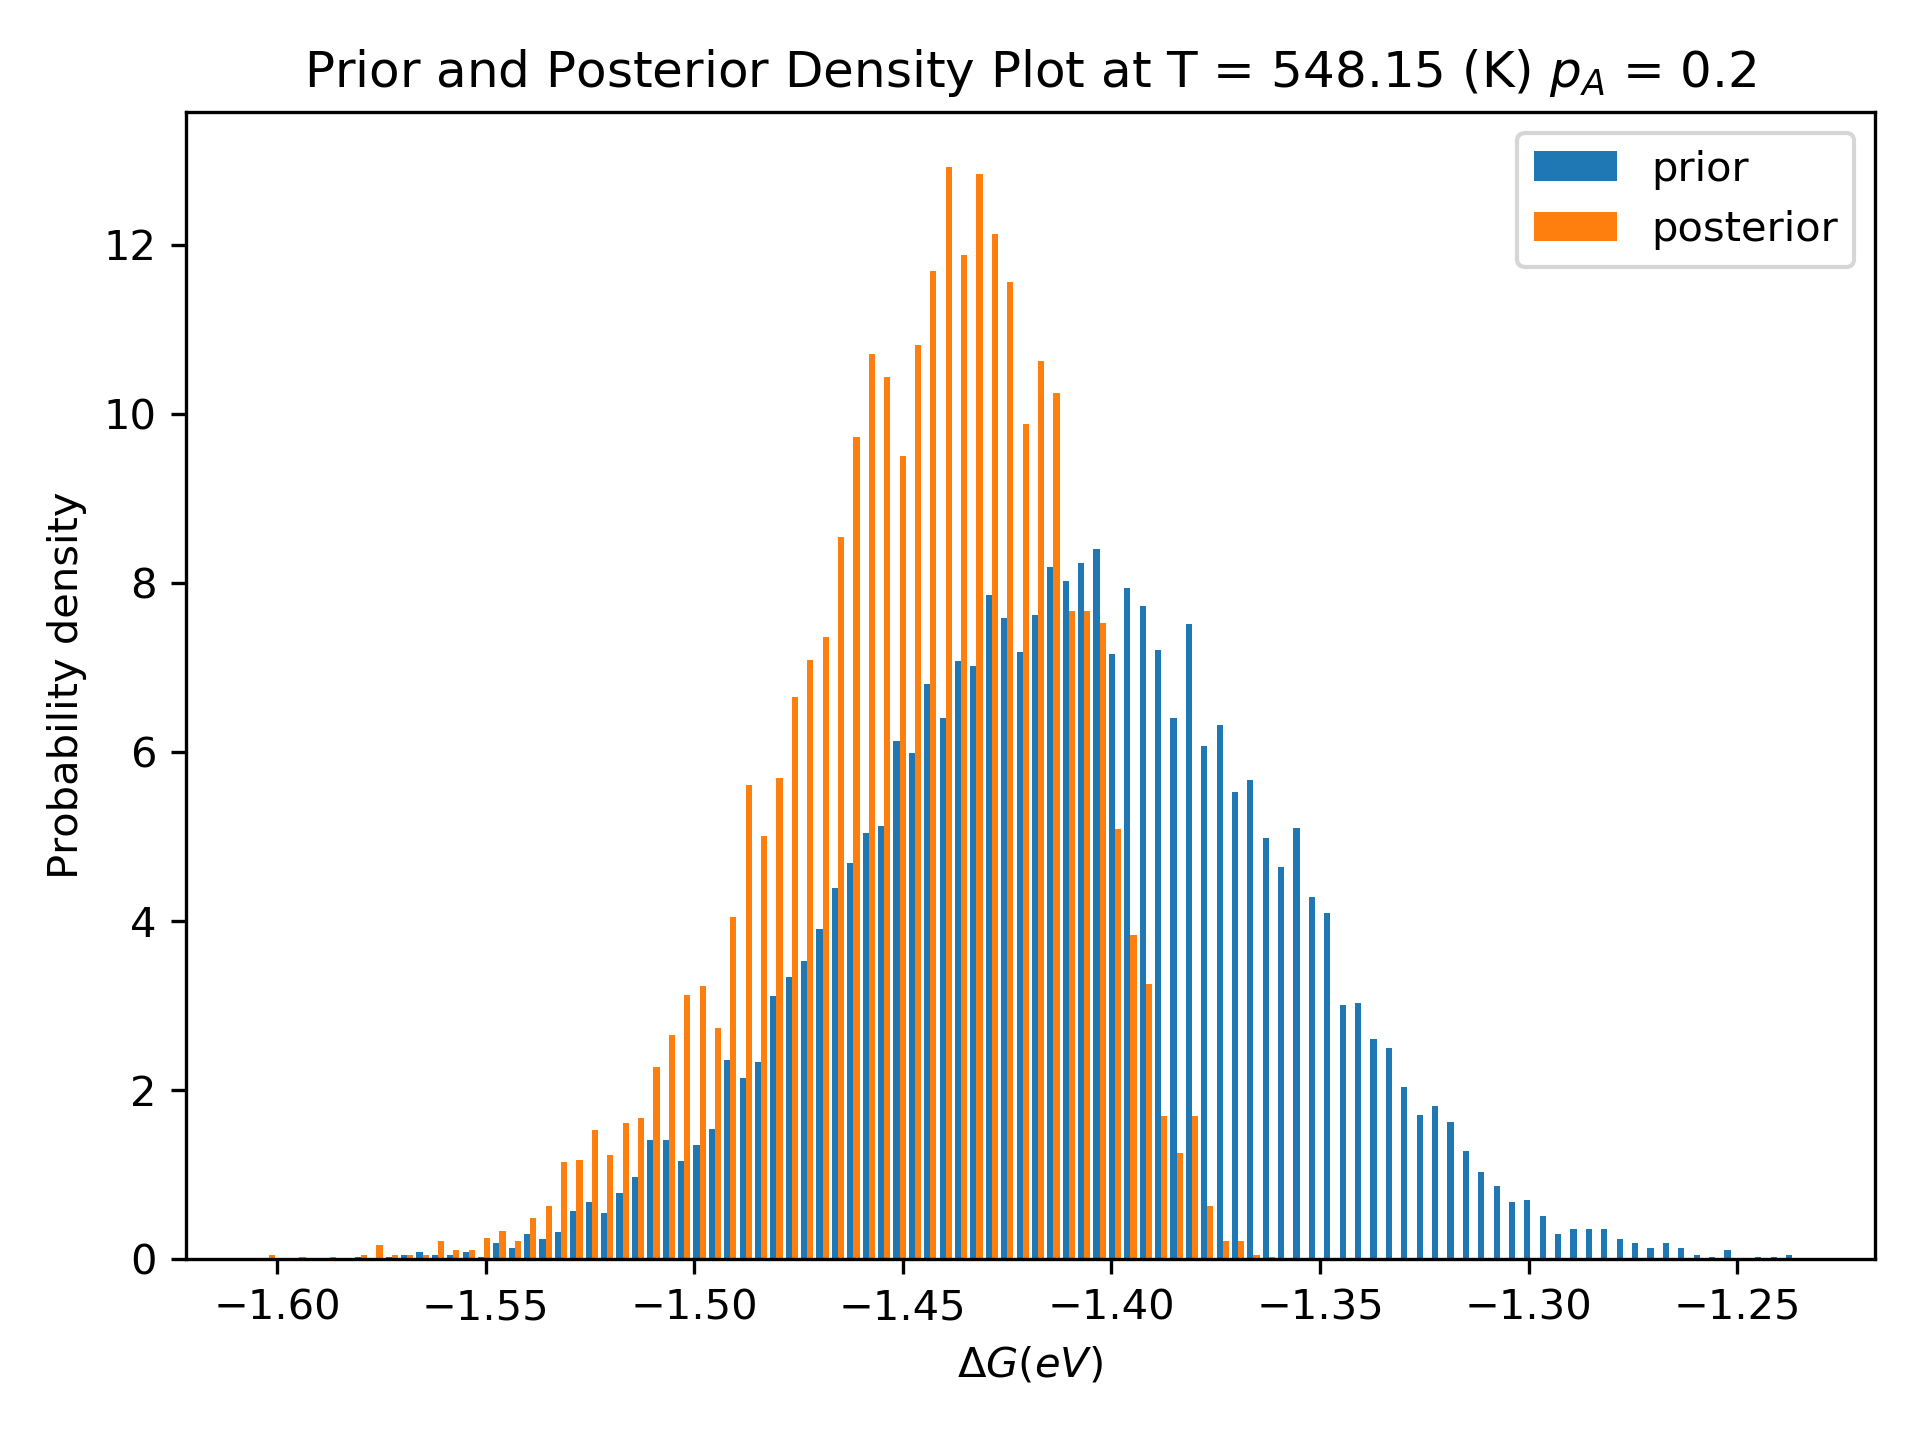 Prior and Posterior Density Plot at T = 548.15 (K) p_A = 0.2
prior
posterior
Probability density
12
10
8
6
4
2
0
−1.60 −1.55 −1.50 −1.45 −1.40 −1.35 −1.30 −1.25
ΔG(eV)